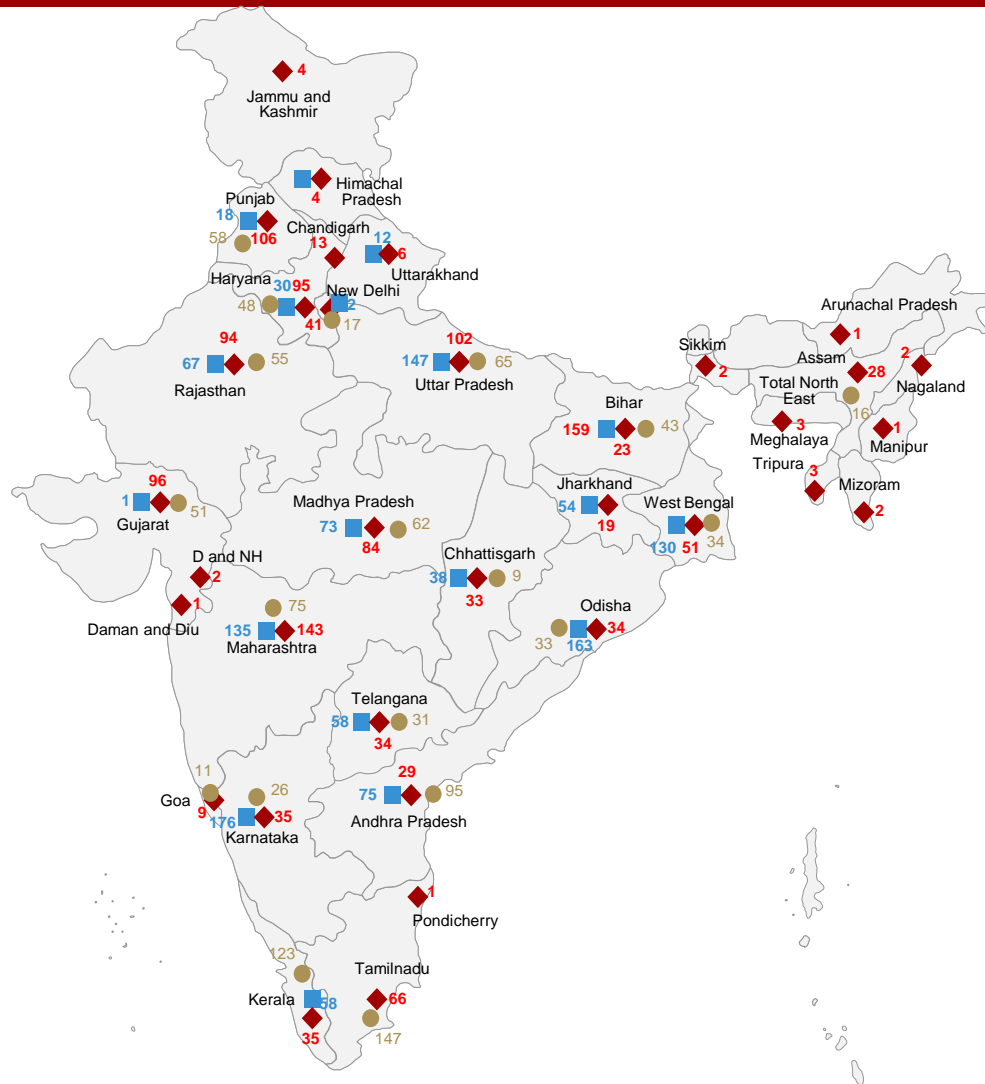 4
Jammu and
Kashmir
Himachal
Pradesh
4
Punjab
18
106
58
Chandigarh
13
12
6
Uttarakhand
Haryana
30
95
48
New Delhi
2
41
17
94
67
55
Rajasthan
102
147
65
Uttar Pradesh
Arunachal Pradesh
1
Sikkim
2
Assam
28
2
Nagaland
Total North
East
16
3
Meghalaya
1
Manipur
Tripura
3
Mizoram
2
Bihar
159
43
23
96
1
51
Gujarat
Madhya Pradesh
73
62
84
Jharkhand
54
19
West Bengal
130
51
34
D and NH
2
1
Daman and Diu
Chhattisgarh
38
9
33
75
135
143
Maharashtra
Odisha
34
33
163
Telangana
58
31
34
11
Goa
9
26
176
35
Karnataka
29
75
95
Andhra Pradesh
1
Pondicherry
123
Kerala
58
35
Tamilnadu
66
147